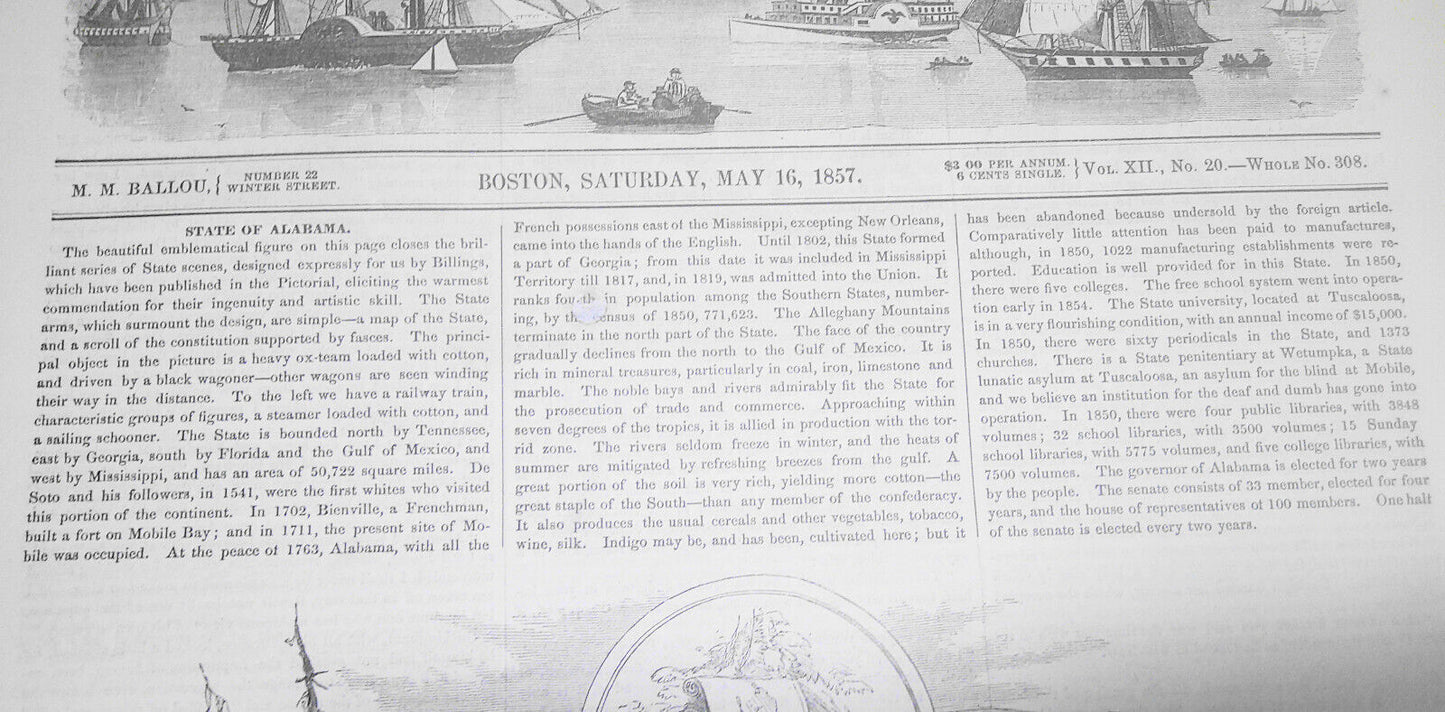 M. M. BALLOU, { NUMBER 22
WINTER STREET.
BOSTON, SATURDAY, MAY 16, 1857.
$3 00 PER ANNUM. }
6 CENTS SINGLE.
VOL. XII., No. 20.—WHOLE No. 308.
STATE OF ALABAMA.
The beautiful emblematical figure on this page closes the bril-
liant series of State scenes, designed expressly for us by Billings,
which have been published in the Pictorial, eliciting the warmest
commendation for their ingenuity and artistic skill. The State
arms, which surmount the design, are simple—a map of the State,
and a scroll of the constitution supported by fasces. The princi-
pal object in the picture is a heavy ox-team loaded with cotton,
and driven by a black wagoner—other wagons are seen winding
their way in the distance. To the left we have a railway train,
characteristic groups of figures, a steamer loaded with cotton, and
a sailing schooner. The State is bounded north by Tennessee,
east by Georgia, south by Florida and the Gulf of Mexico, and
west by Mississippi, and has an area of 50,722 square miles. De
Soto and his followers, in 1541, were the first whites who visited
this portion of the continent. In 1702, Bienville, a Frenchman,
built a fort on Mobile Bay; and in 1711, the present site of Mo-
bile was occupied. At the peace of 1763, Alabama, with all the
French possessions east of the Mississippi, excepting New Orleans,
came into the hands of the English. Until 1802, this State formed
a part of Georgia; from this date it was included in Mississippi
Territory till 1817, and, in 1819, was admitted into the Union. It
ranks fourth in population among the Southern States, number-
ing, by the census of 1850, 771,623. The Alleghany Mountains
terminate in the north part of the State. The face of the country
gradually declines from the north to the Gulf of Mexico. It is
rich in mineral treasures, particularly in coal, iron, limestone and
marble. The noble bays and rivers admirably fit the State for
the prosecution of trade and commerce. Approaching within
seven degrees of the tropics, it is allied in production with the tor-
rid zone. The rivers seldom freeze in winter, and the heats of
summer are mitigated by refreshing breezes from the gulf. A
great portion of the soil is very rich, yielding more cotton—the
great staple of the South—than any member of the confederacy.
It also produces the usual cereals and other vegetables, tobacco,
wine, silk. Indigo may be, and has been, cultivated here; but it
has been abandoned because undersold by the foreign article.
Comparatively little attention has been paid to manufactures,
although, in 1850, 1022 manufacturing establishments were re-
ported. Education is well provided for in this State. In 1850,
there were five colleges. The free school system went into opera-
tion early in 1854. The State university, located at Tuscaloosa,
is in a very flourishing condition, with an annual income of $15,000.
In 1850, there were sixty periodicals in the State, and 1373
churches. There is a State penitentiary at Wetumpka, a State
lunatic asylum at Tuscaloosa, an asylum for the blind at Mobile,
and we believe an institution for the deaf and dumb has gone into
operation. In 1850, there were four public libraries, with 3848
volumes; 32 school libraries, with 3500 volumes; 15 Sunday
school libraries, with 5775 volumes, and five college libraries, with
7500 volumes. The governor of Alabama is elected for two years
by the people. The senate consists of 33 member, elected for four
years, and the house of representatives of 100 members. One half
of the senate is elected every two years.